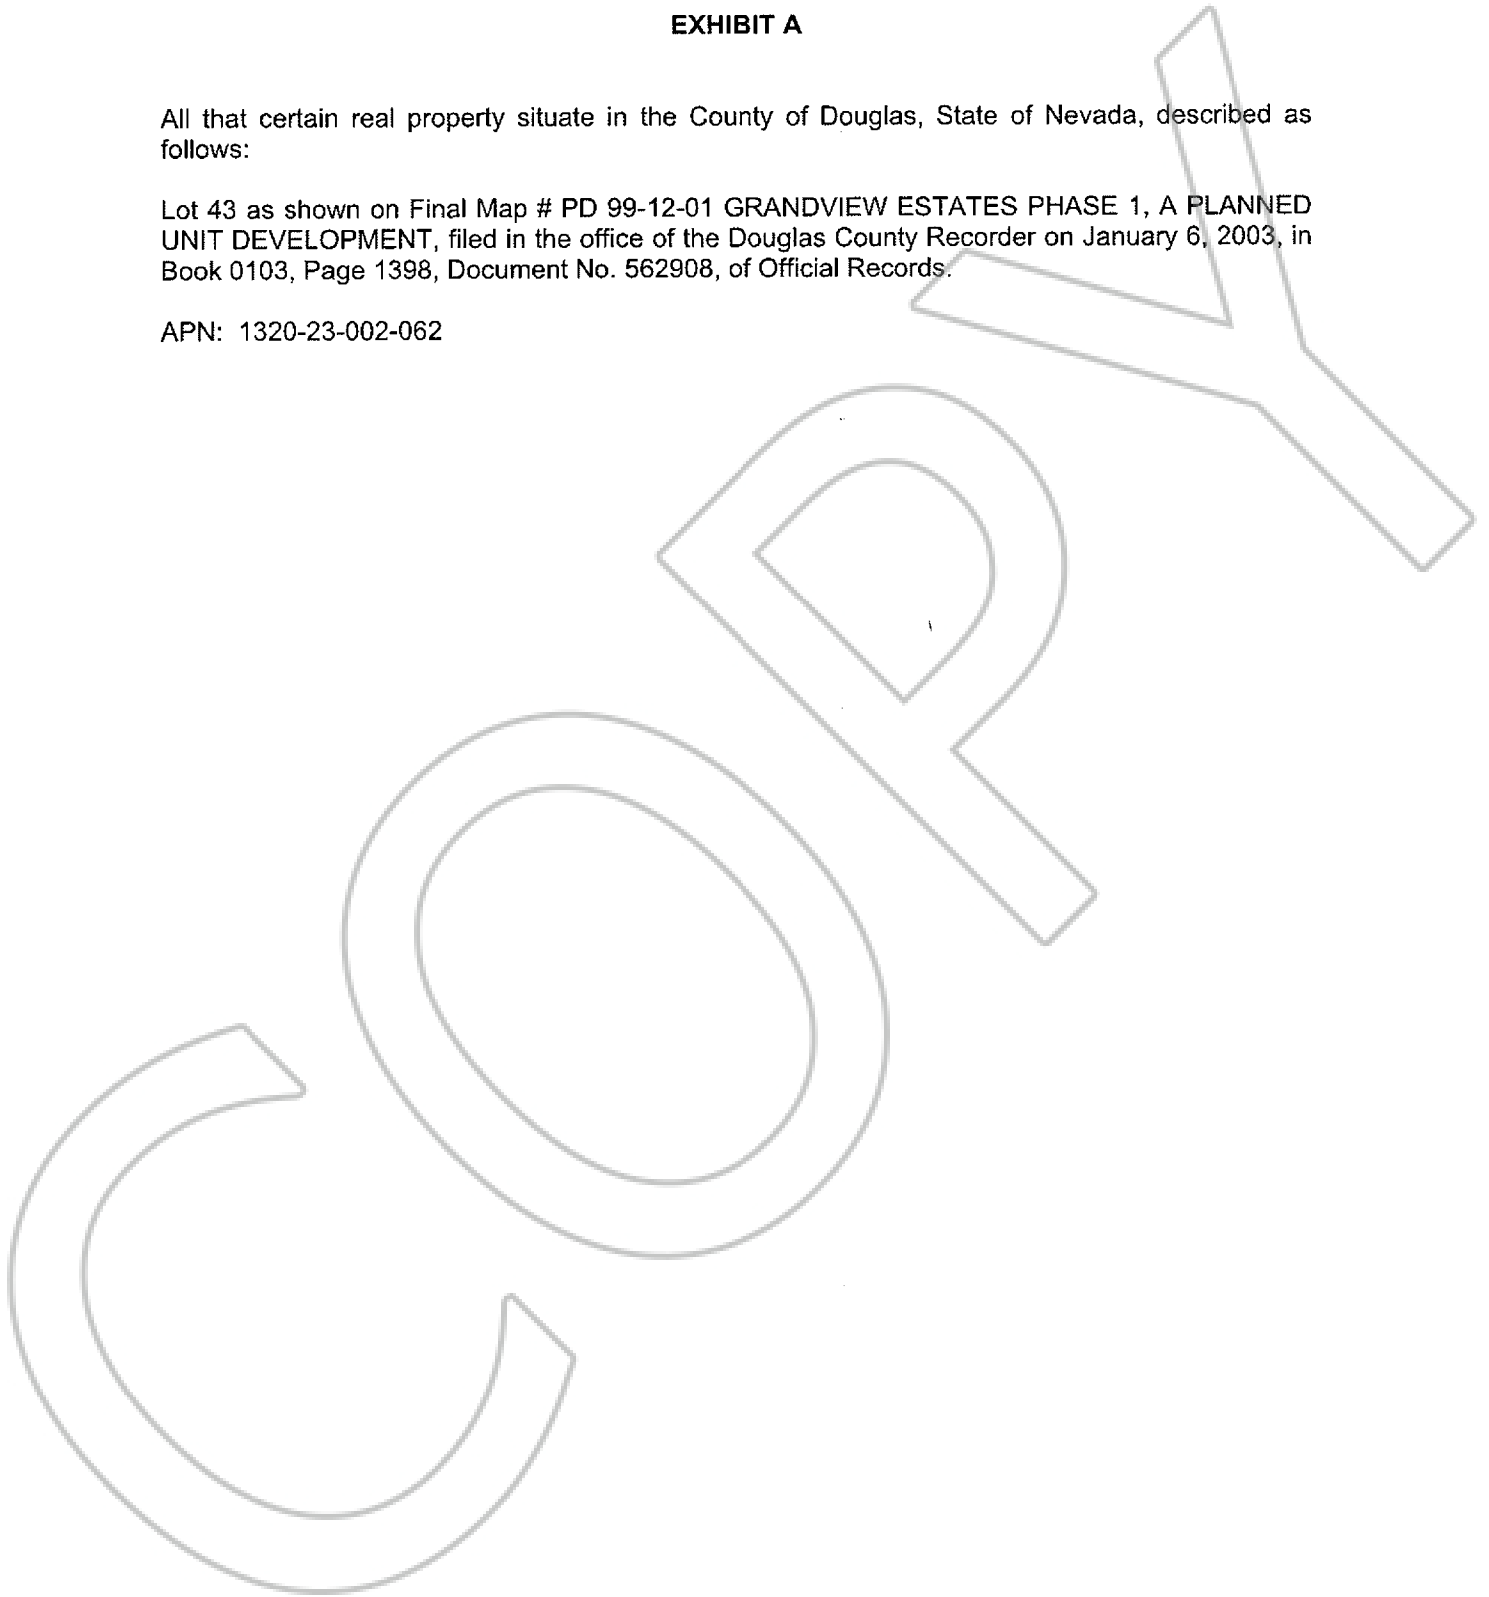 EXHIBIT A
All that certain real property situate in the County of Douglas, State of Nevada, described as
follows:
Lot 43 as shown on Final Map # PD 99-12-01 GRANDVIEW ESTATES PHASE 1, A PLANNED
UNIT DEVELOPMENT, filed in the office of the Douglas County Recorder on January 6, 2003, in
Book 0103, Page 1398, Document No. 562908, of Official Records.
APN: 1320-23-002-062
COPY